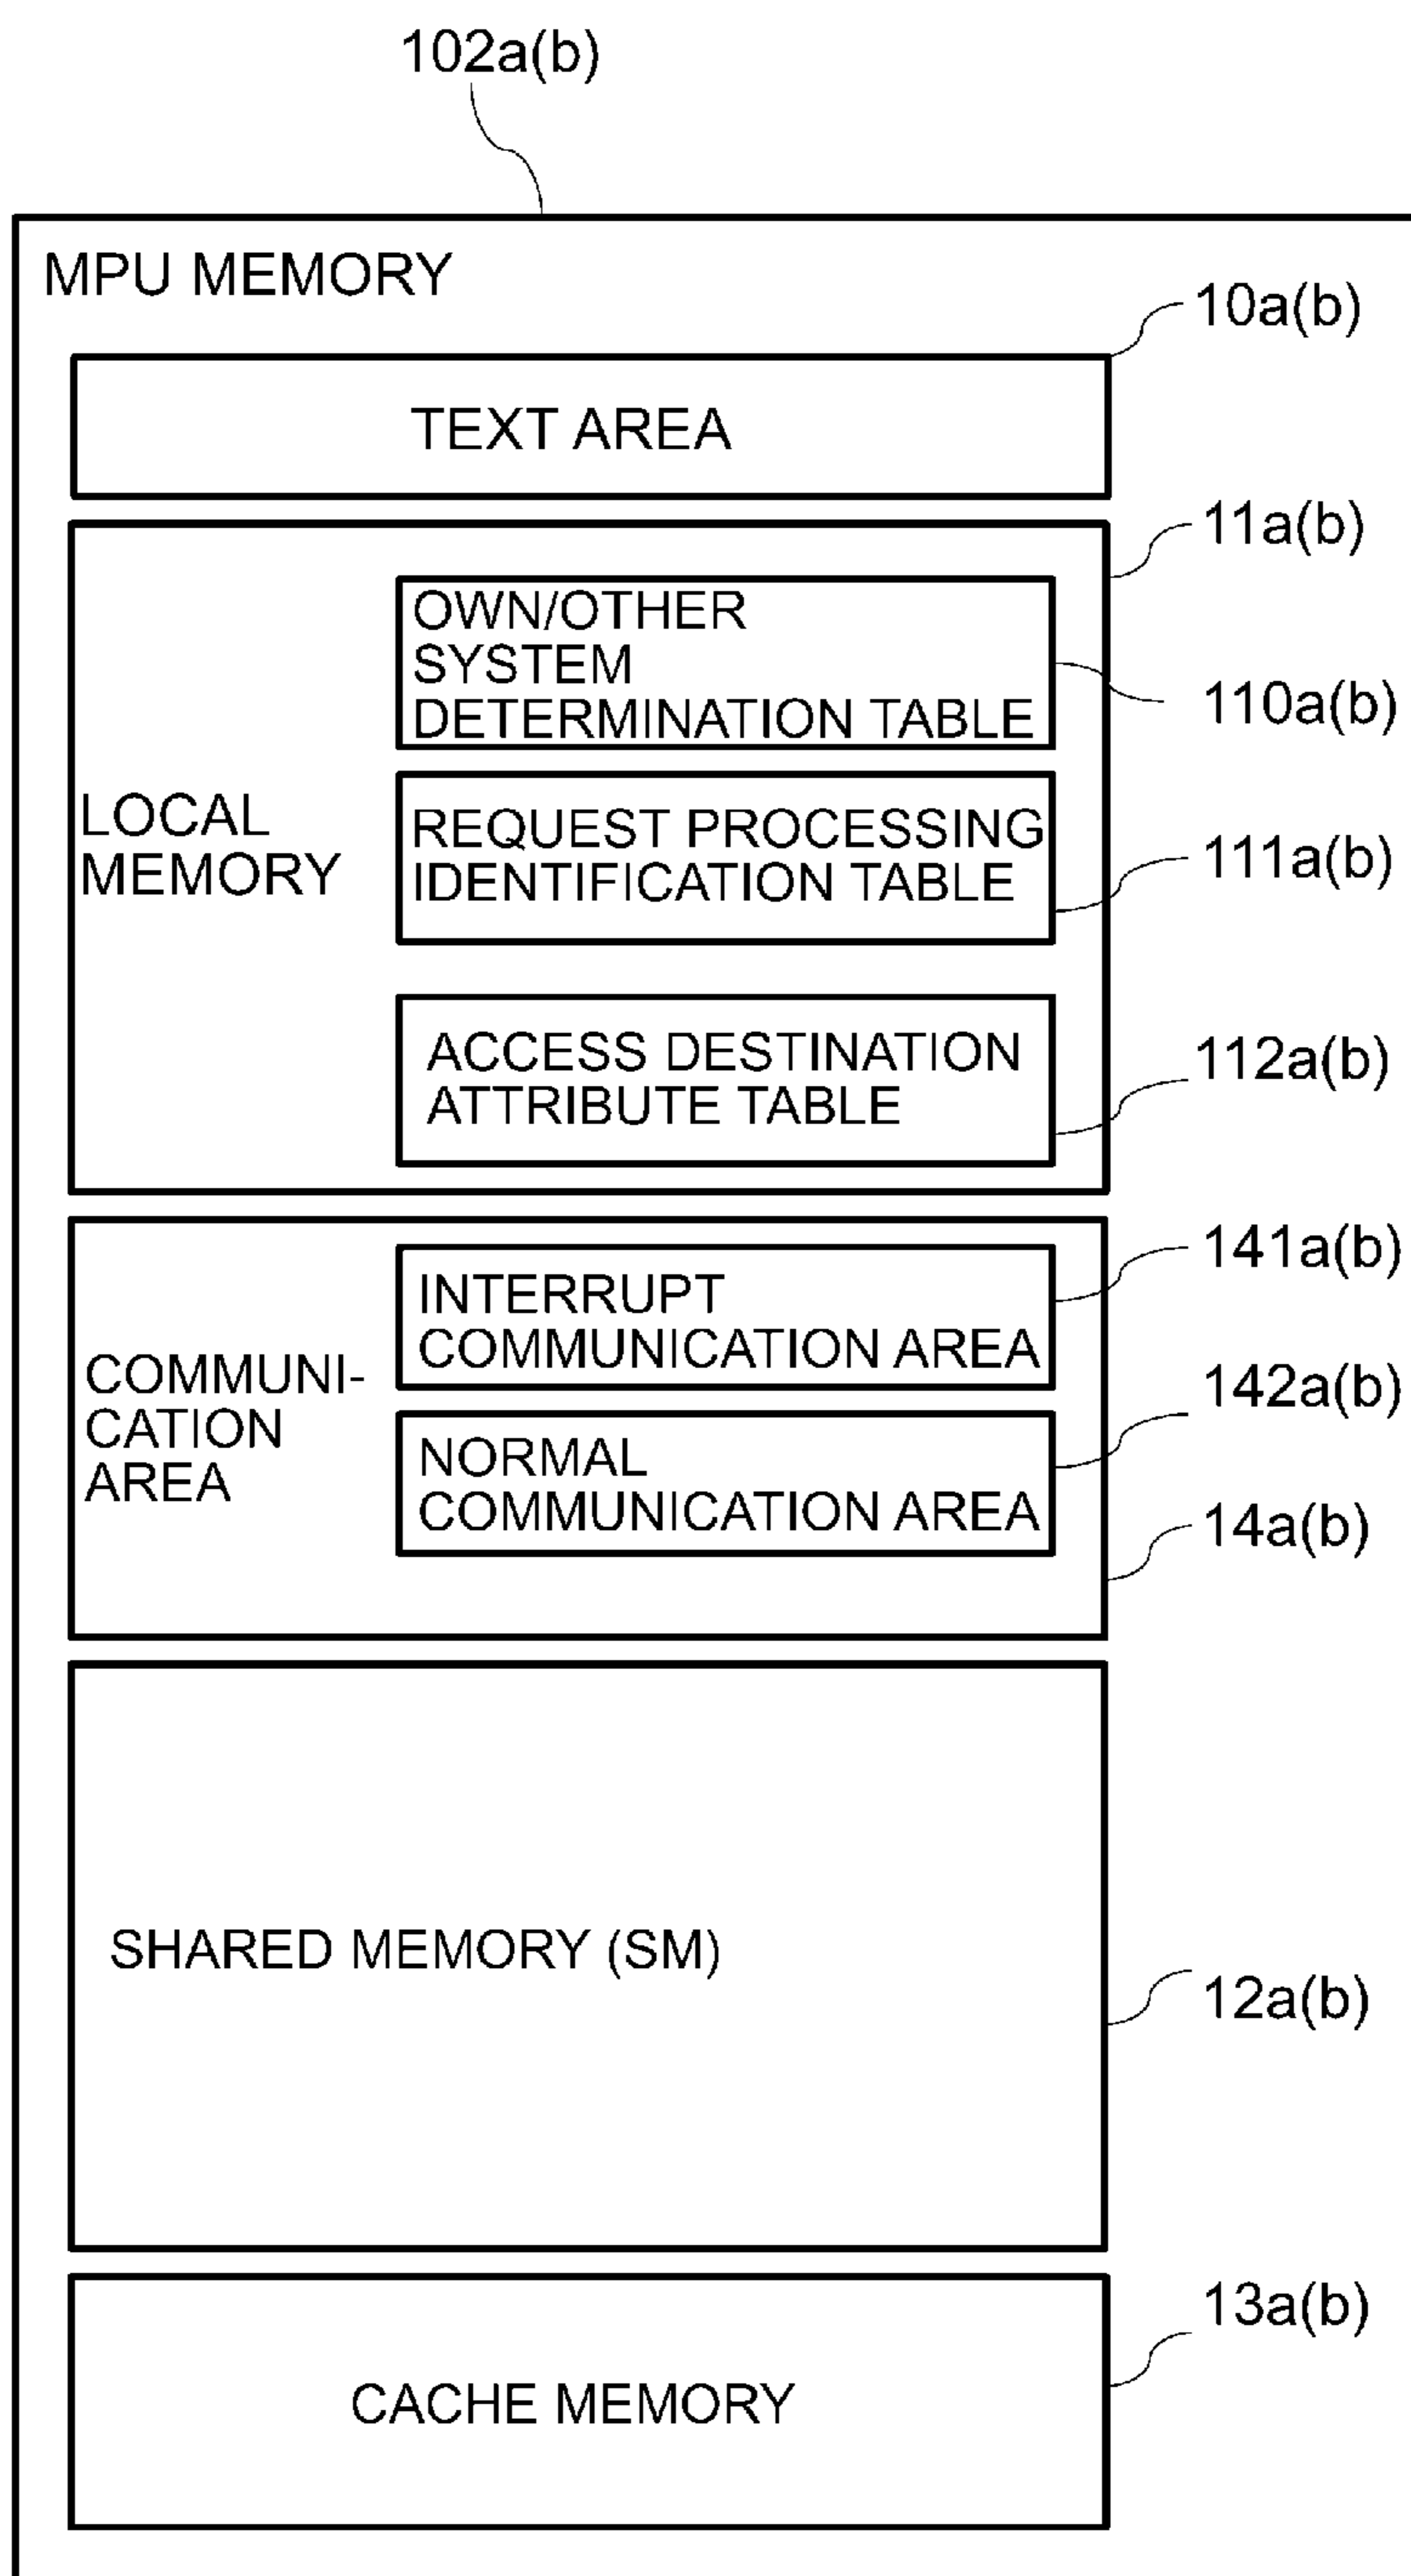 102a(b)
MPU MEMORY
10a(b)
TEXT AREA
11a(b)
OWN/OTHER
SYSTEM
DETERMINATION TABLE
110a(b)
LOCAL
MEMORY
REQUEST PROCESSING
IDENTIFICATION TABLE
111a(b)
ACCESS DESTINATION
ATTRIBUTE TABLE
112a(b)
141a(b)
INTERRUPT
COMMUNICATION AREA
COMMUNI-
CATION
AREA
142a(b)
NORMAL
COMMUNICATION AREA
14a(b)
SHARED MEMORY (SM)
12a(b)
13a(b)
CACHE MEMORY